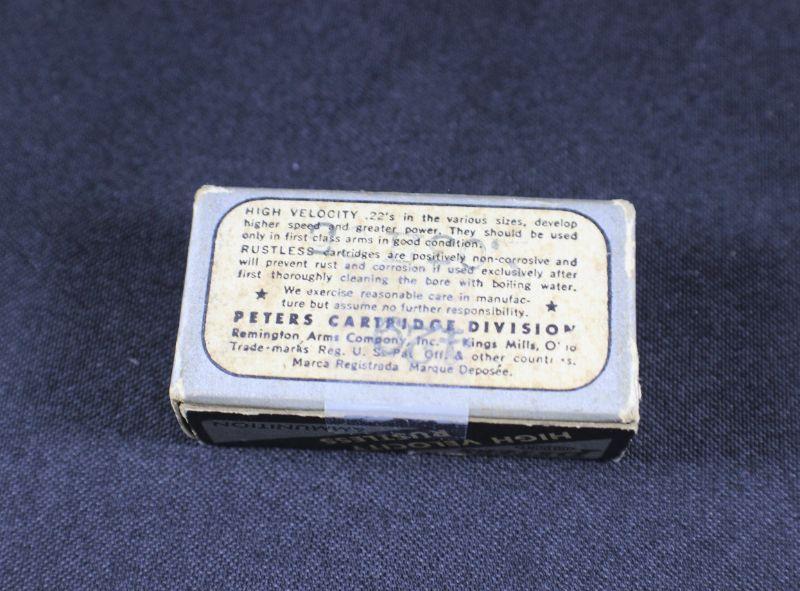 HIGH VELOCITY .22's in the various sizes, develop
higher speed and greater power. They should be used
only in first class arms in good condition.
RUSTLESS cartridges are positively non-corrosive and
will prevent rust and corrosion if used exclusively after
first thoroughly cleaning the bore with boiling water.
★ We exercise reasonable care in manufac- ★
ture but assume no further responsibility.
PETERS CARTRIDGE DIVISION
Remington Arms Company, Inc. Kings Mills, O
Trade-marks Reg. U. S. Pat. Off. & other
Marca Registrada Marque Deposée.
RUSTLESS
HIGH VELOCITY
AMMUNITION